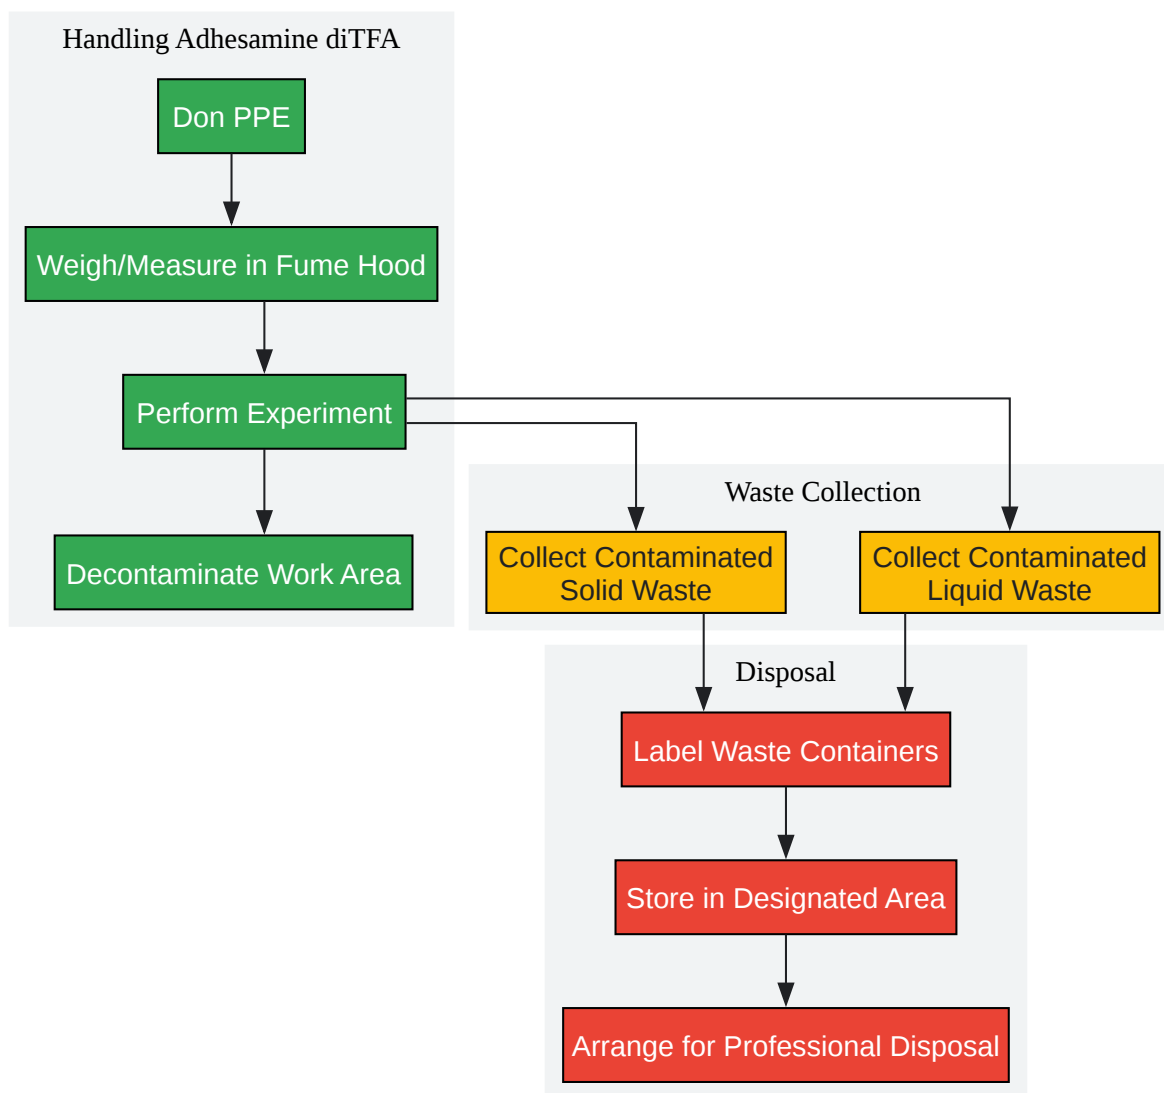 Handling Adhesamine diTFA
Don PPE
Weigh/Measure in Fume Hood
Perform Experiment
Decontaminate Work Area
Waste Collection
Collect Contaminated
Solid Waste
Collect Contaminated
Liquid Waste
Disposal
Label Waste Containers
Store in Designated Area
Arrange for Professional Disposal